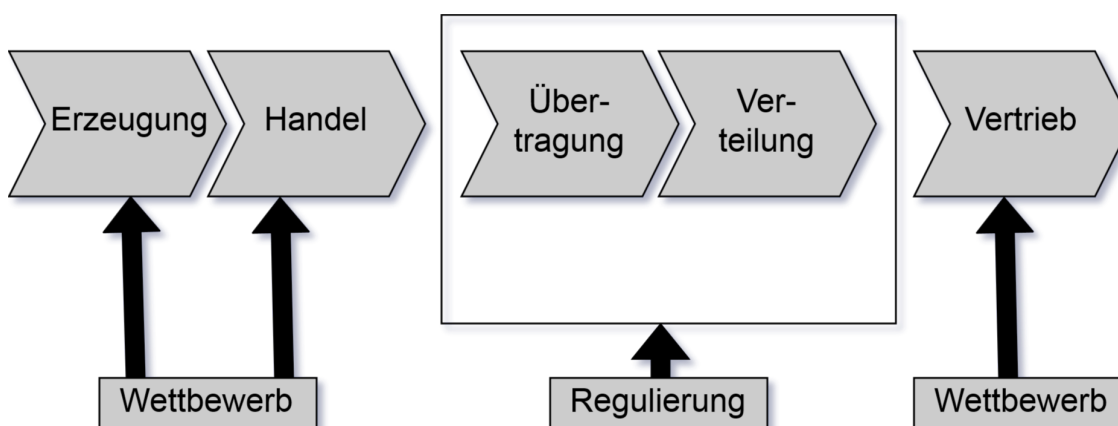 Erzeugung
Handel
Über-
tragung
Ver-
teilung
Vertrieb
Wettbewerb
Regulierung
Wettbewerb